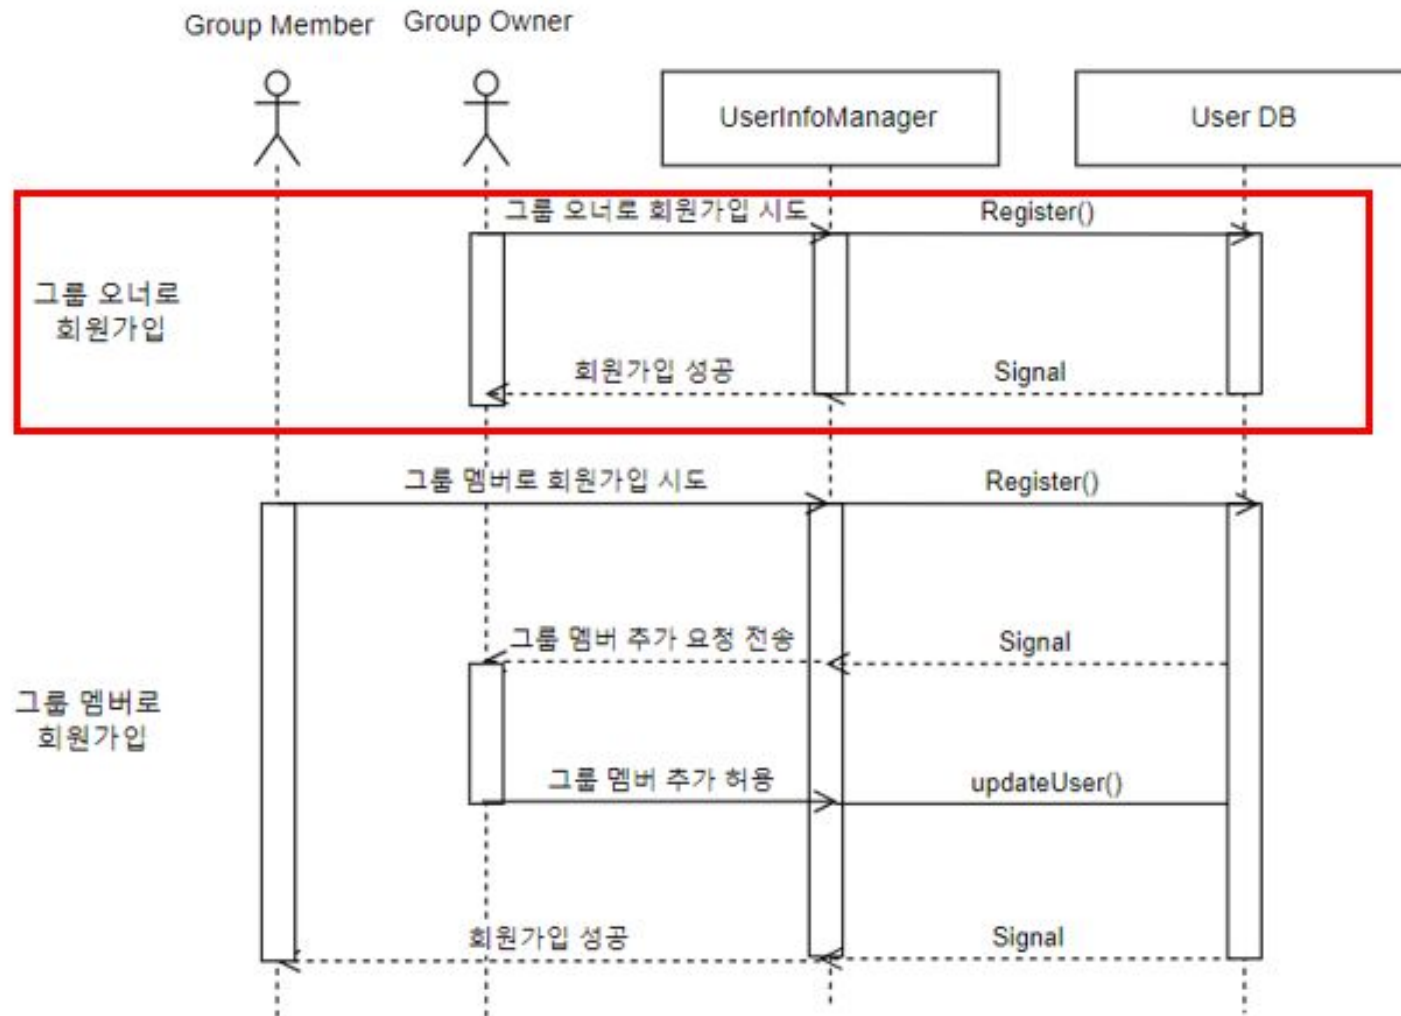 Group Member
Group Owner
UserInfoManager
User DB
그룹 오너로 회원가입 시도
Register()
그룹 오너로
회원가입
회원가입 성공
Signal
그룹 멤버로 회원가입 시도
Register()
그룹 멤버 추가 요청 전송
Signal
그룹 멤버로
회원가입
그룹 멤버 추가 허용
updateUser()
회원가입 성공
Signal